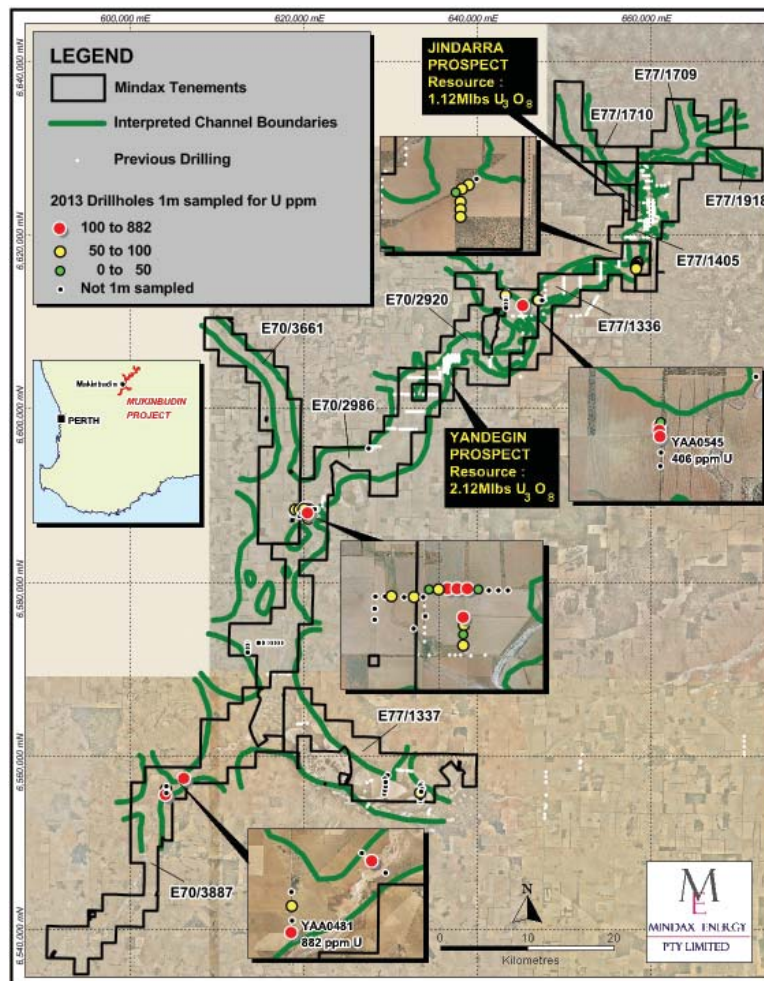 600,000 mE
620,000 mE
640,000 mE
660,000 mE
6,640,000 mN
6,620,000 mN
6,600,000 mN
6,580,000 mN
6,560,000 mN
6,540,000 mN
LEGEND
Mindax Tenements
Interpreted Channel Boundaries
Previous Drilling
2013 Drillholes 1m sampled for U ppm
100 to 882
50 to 100
0 to 50
Not 1m sampled
JINDARRA
PROSPECT
Resource :
1.12Mlbs U3O8
E77/1709
E77/1710
E77/1918
E77/1405
E70/2920
E77/1336
E70/3661
E70/2986
Mukinbudin
MUKINBUDIN
PROJECT
PERTH
YANDEGIN
PROSPECT
Resource :
2.12Mlbs U3O8
YAA0545
406 ppm U
E77/1337
E70/3887
YAA0481
882 ppm U
N
0 10 20
Kilometres
M
E
MINDAX ENERGY
PTY LIMITED